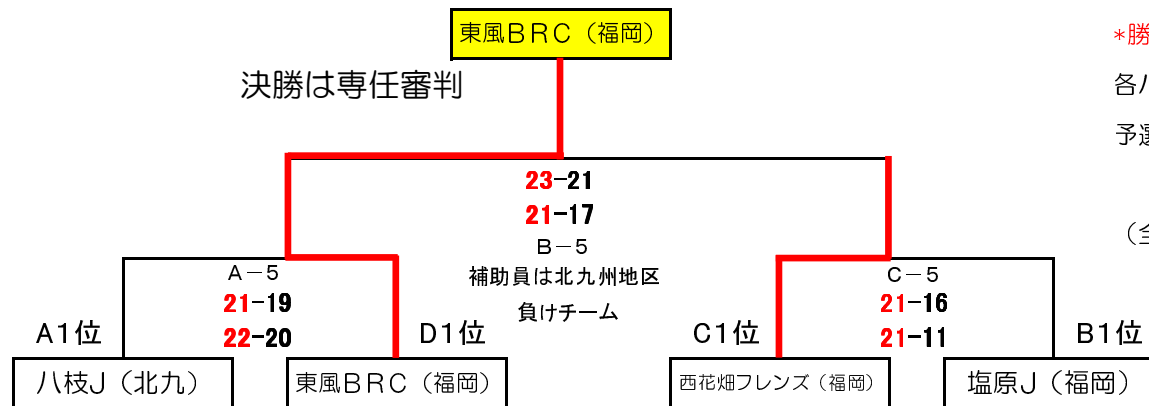 東風ＢＲＣ（福岡）
*勝
決勝は専任審判
各ハ
予選
23-21
21-17
（全
Ｂ－５
Ａ－５
補助員は北九州地区
Ｃ－５
21-19
負けチーム
21-16
22-20
21-11
A1位
D1位
C1位
B1位
八枝Ｊ（北九）
東風ＢＲＣ（福岡）
西花畑フレンズ（福岡）
塩原Ｊ（福岡）